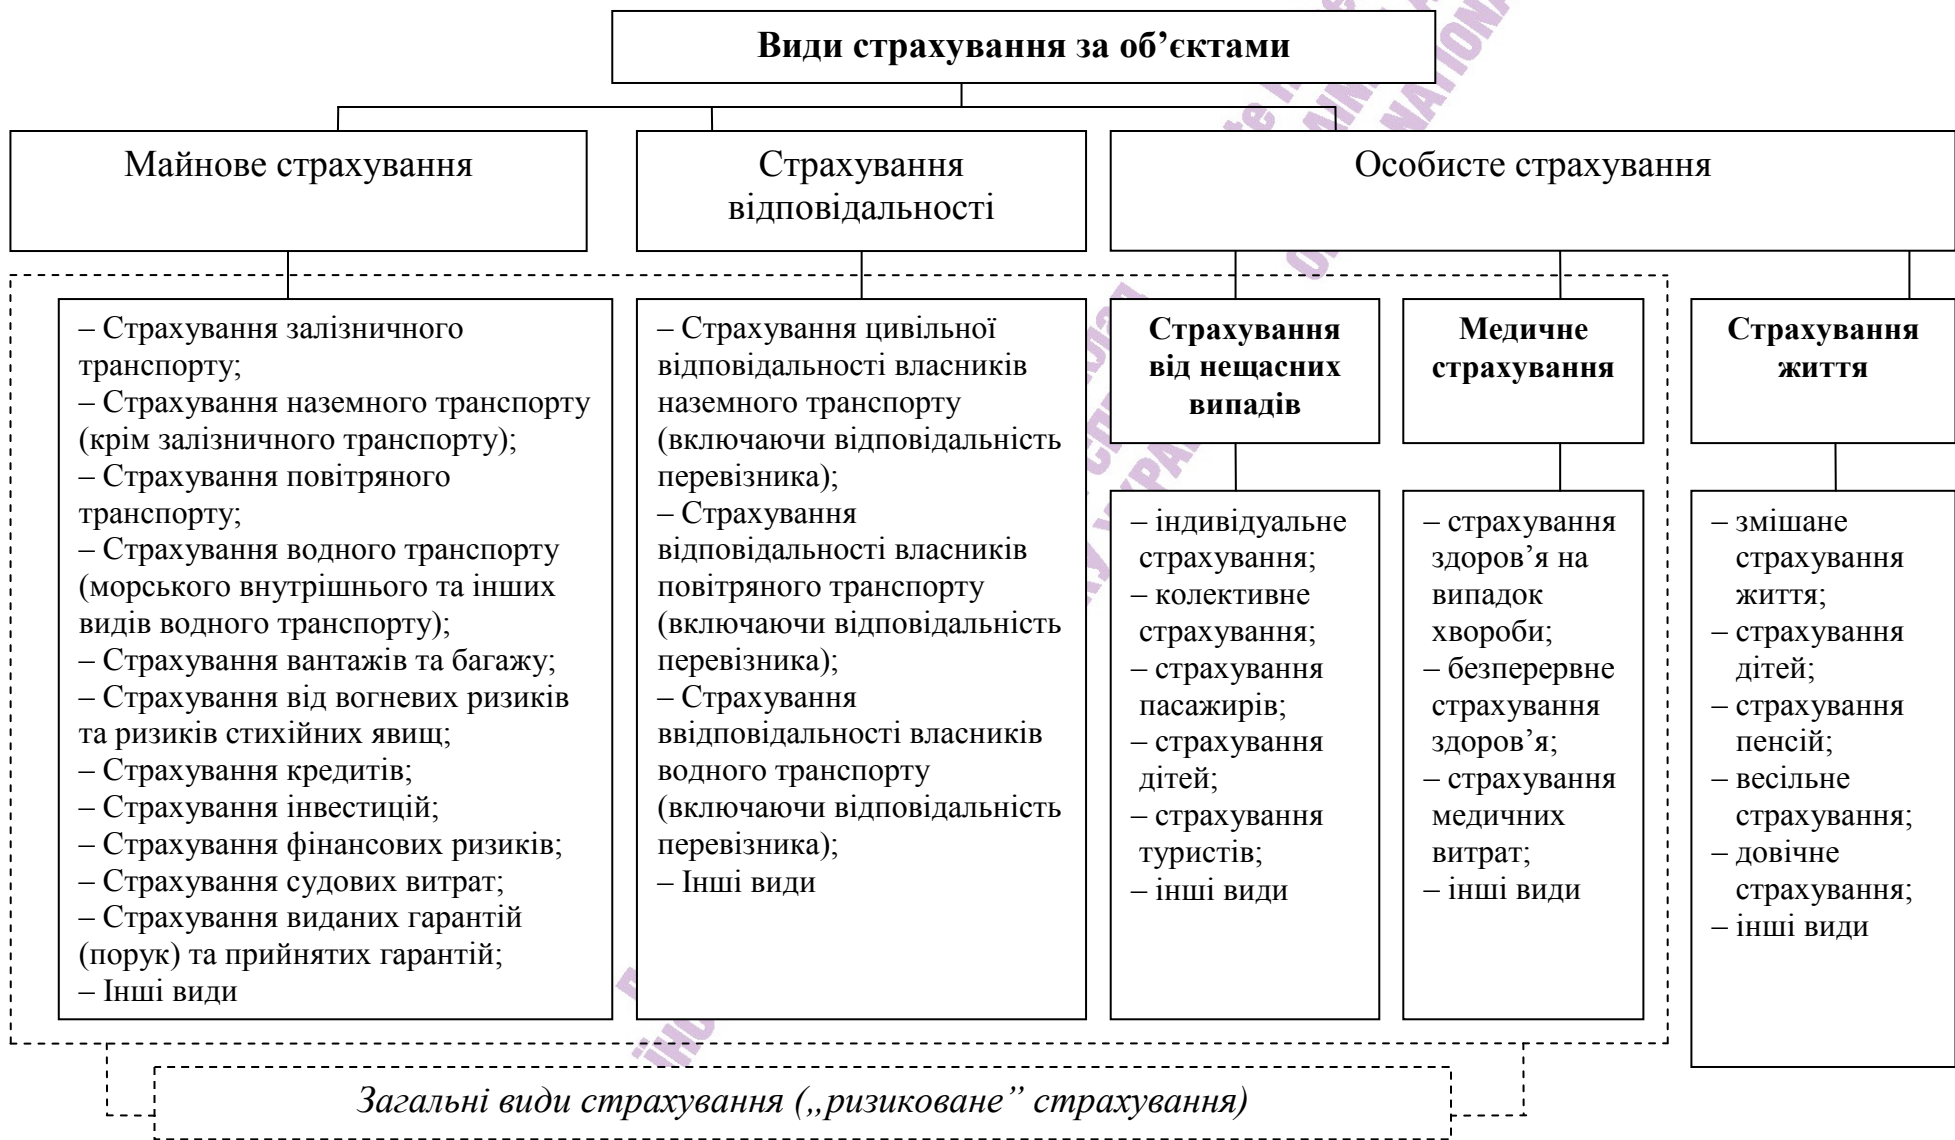 Види страхування за об’єктами
Майнове страхування
Страхування
відповідальності
Особисте страхування
– Страхування залізничного
транспорту;
– Страхування наземного транспорту
(крім залізничного транспорту);
– Страхування повітряного
транспорту;
– Страхування водного транспорту
(морського внутрішнього та інших
видів водного транспорту);
– Страхування вантажів та багажу;
– Страхування від вогневих ризиків
та ризиків стихійних явищ;
– Страхування кредитів;
– Страхування інвестицій;
– Страхування фінансових ризиків;
– Страхування судових витрат;
– Страхування виданих гарантій
(порук) та прийнятих гарантій;
– Інші види
– Страхування цивільної
відповідальності власників
наземного транспорту
(включаючи відповідальність
перевізника);
– Страхування
відповідальності власників
повітряного транспорту
(включаючи відповідальність
перевізника);
– Страхування
ввідповідальності власників
водного транспорту
(включаючи відповідальність
перевізника);
– Інші види
Страхування
від нещасних
випадів
– індивідуальне
страхування;
– колективне
страхування;
– страхування
пасажирів;
– страхування
дітей;
– страхування
туристів;
– інші види
Медичне
страхування
– страхування
здоров’я на
випадок
хвороби;
– безперервне
страхування
здоров’я;
– страхування
медичних
витрат;
– інші види
Страхування
життя
– змішане
страхування
життя;
– страхування
дітей;
– страхування
пенсій;
– весільне
страхування;
– довічне
страхування;
– інші види
Загальні види страхування („ризиковане” страхування)